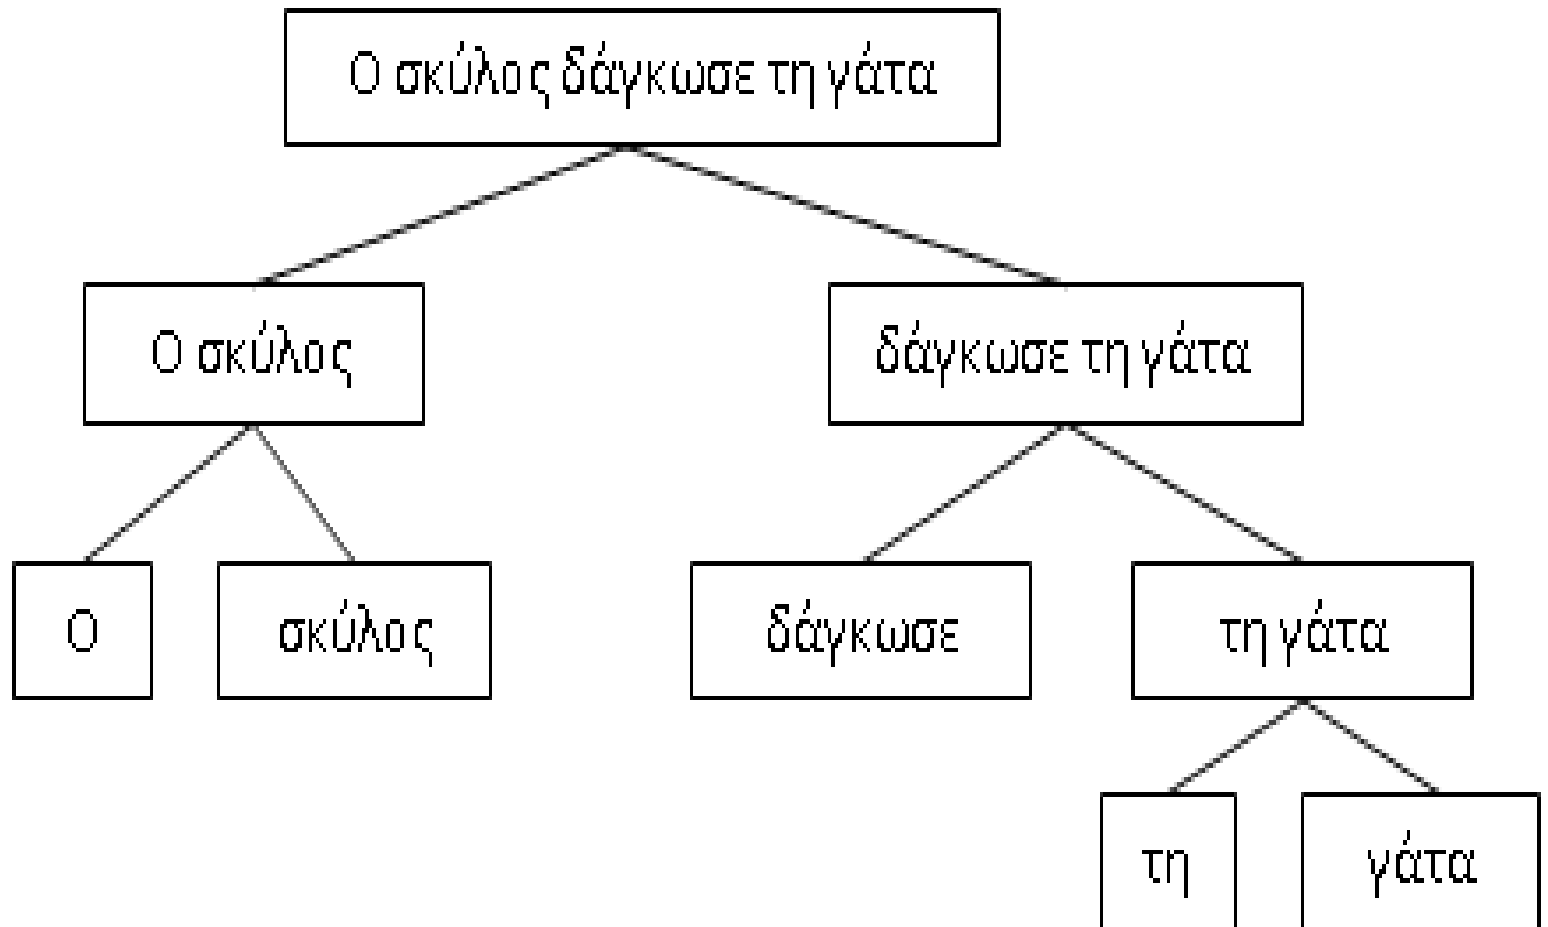 Ο σκύλος δάγκωσε τη γάτα
Ο σκύλος
δάγκωσε τη γάτα
Ο
σκύλος
δάγκωσε
τη γάτα
τη
γάτα